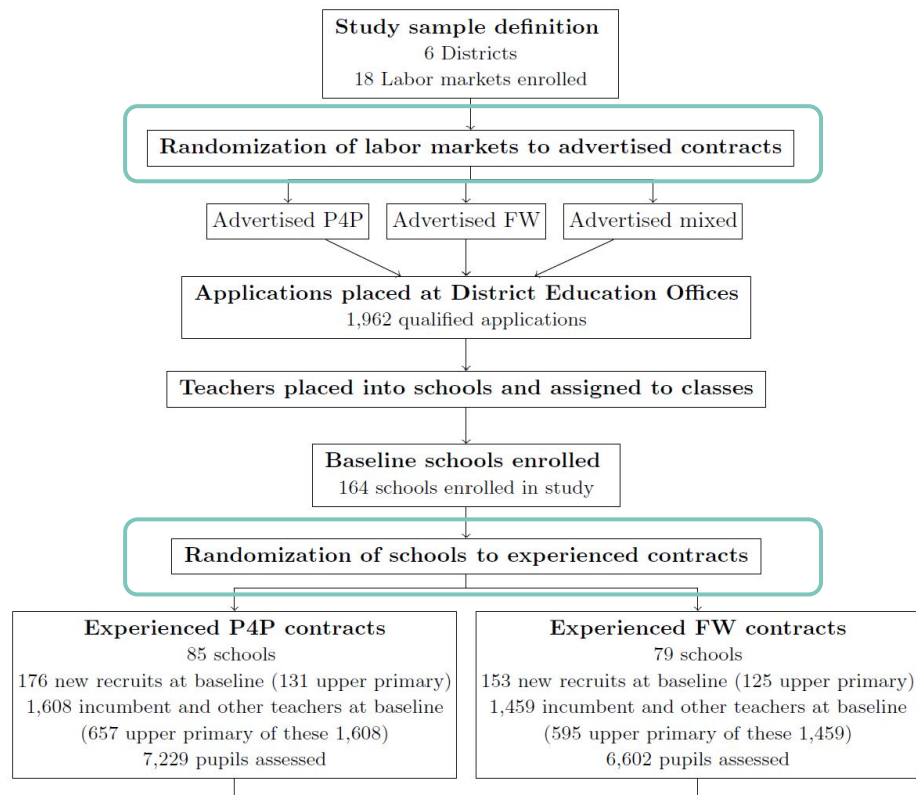 Study sample definition
6 Districts
18 Labor markets enrolled
Randomization of labor markets to advertised contracts
Advertised P4P
Advertised FW
Advertised mixed
Applications placed at District Education Offices
1,962 qualified applications
Teachers placed into schools and assigned to classes
Baseline schools enrolled
164 schools enrolled in study
Randomization of schools to experienced contracts
Experienced P4P contracts
85 schools
176 new recruits at baseline (131 upper primary)
1,608 incumbent and other teachers at baseline
(657 upper primary of these 1,608)
7,229 pupils assessed
Experienced FW contracts
79 schools
153 new recruits at baseline (125 upper primary)
1,459 incumbent and other teachers at baseline
(595 upper primary of these 1,459)
6,602 pupils assessed